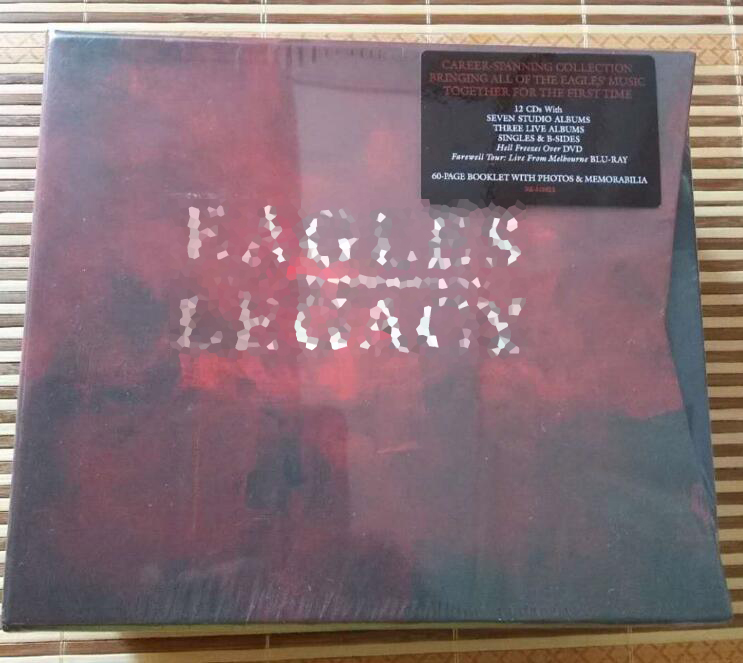 CAREER-SPANNING COLLECTION
BRINGING ALL OF THE EAGLES' MUSIC
TOGETHER FOR THE FIRST TIME
12 CDs With
SEVEN STUDIO ALBUMS
THREE LIVE ALBUMS
SINGLES & B-SIDES
Hell Freezes Over DVD
Farewell Tour: Live From Melbourne BLU-RAY
60-PAGE BOOKLET WITH PHOTOS & MEMORABILIA
EAGLES
LEGACY